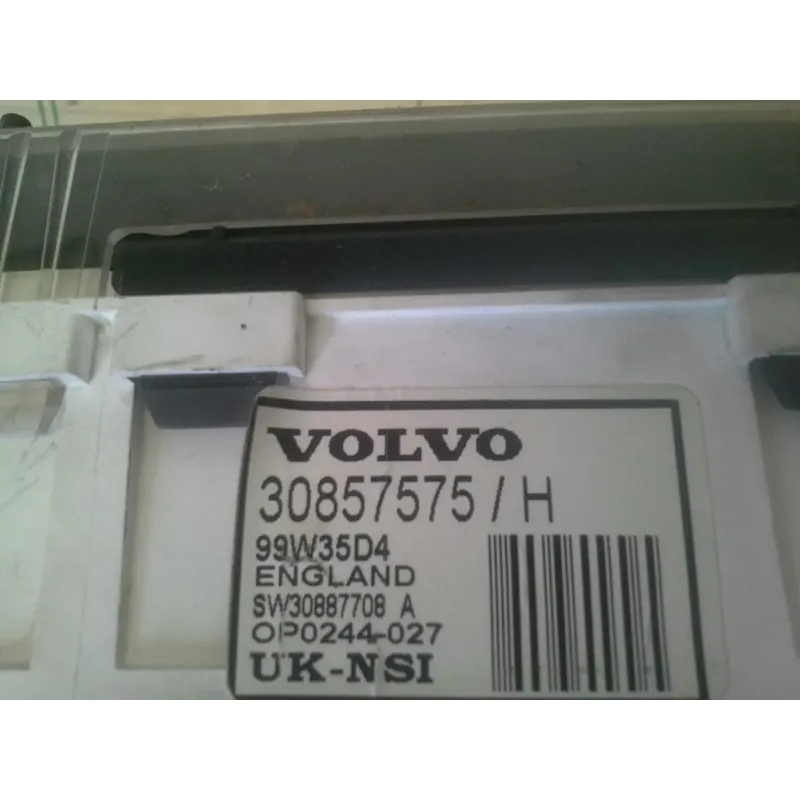 VOLVO
30857575 / H
99W35D4
ENGLAND
SW30887708 A
OP0244-027
UK-NSI